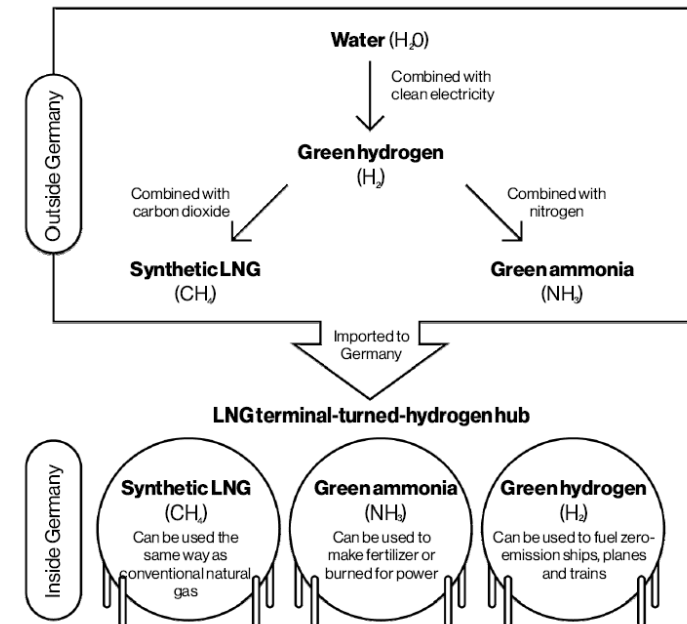 Outside Germany
Water (H₂O)
Combined with
clean electricity
Green hydrogen
(H₂)
Combined with
carbon dioxide
Combined with
nitrogen
Synthetic LNG
(CH₄)
Green ammonia
(NH₃)
Imported to
Germany
LNG terminal-turned-hydrogen hub
Inside Germany
Synthetic LNG
(CH₄)
Can be used the
same way as
conventional natural
gas
Green ammonia
(NH₃)
Can be used to
make fertilizer or
burned for power
Green hydrogen
(H₂)
Can be used to fuel zero-
emission ships, planes
and trains